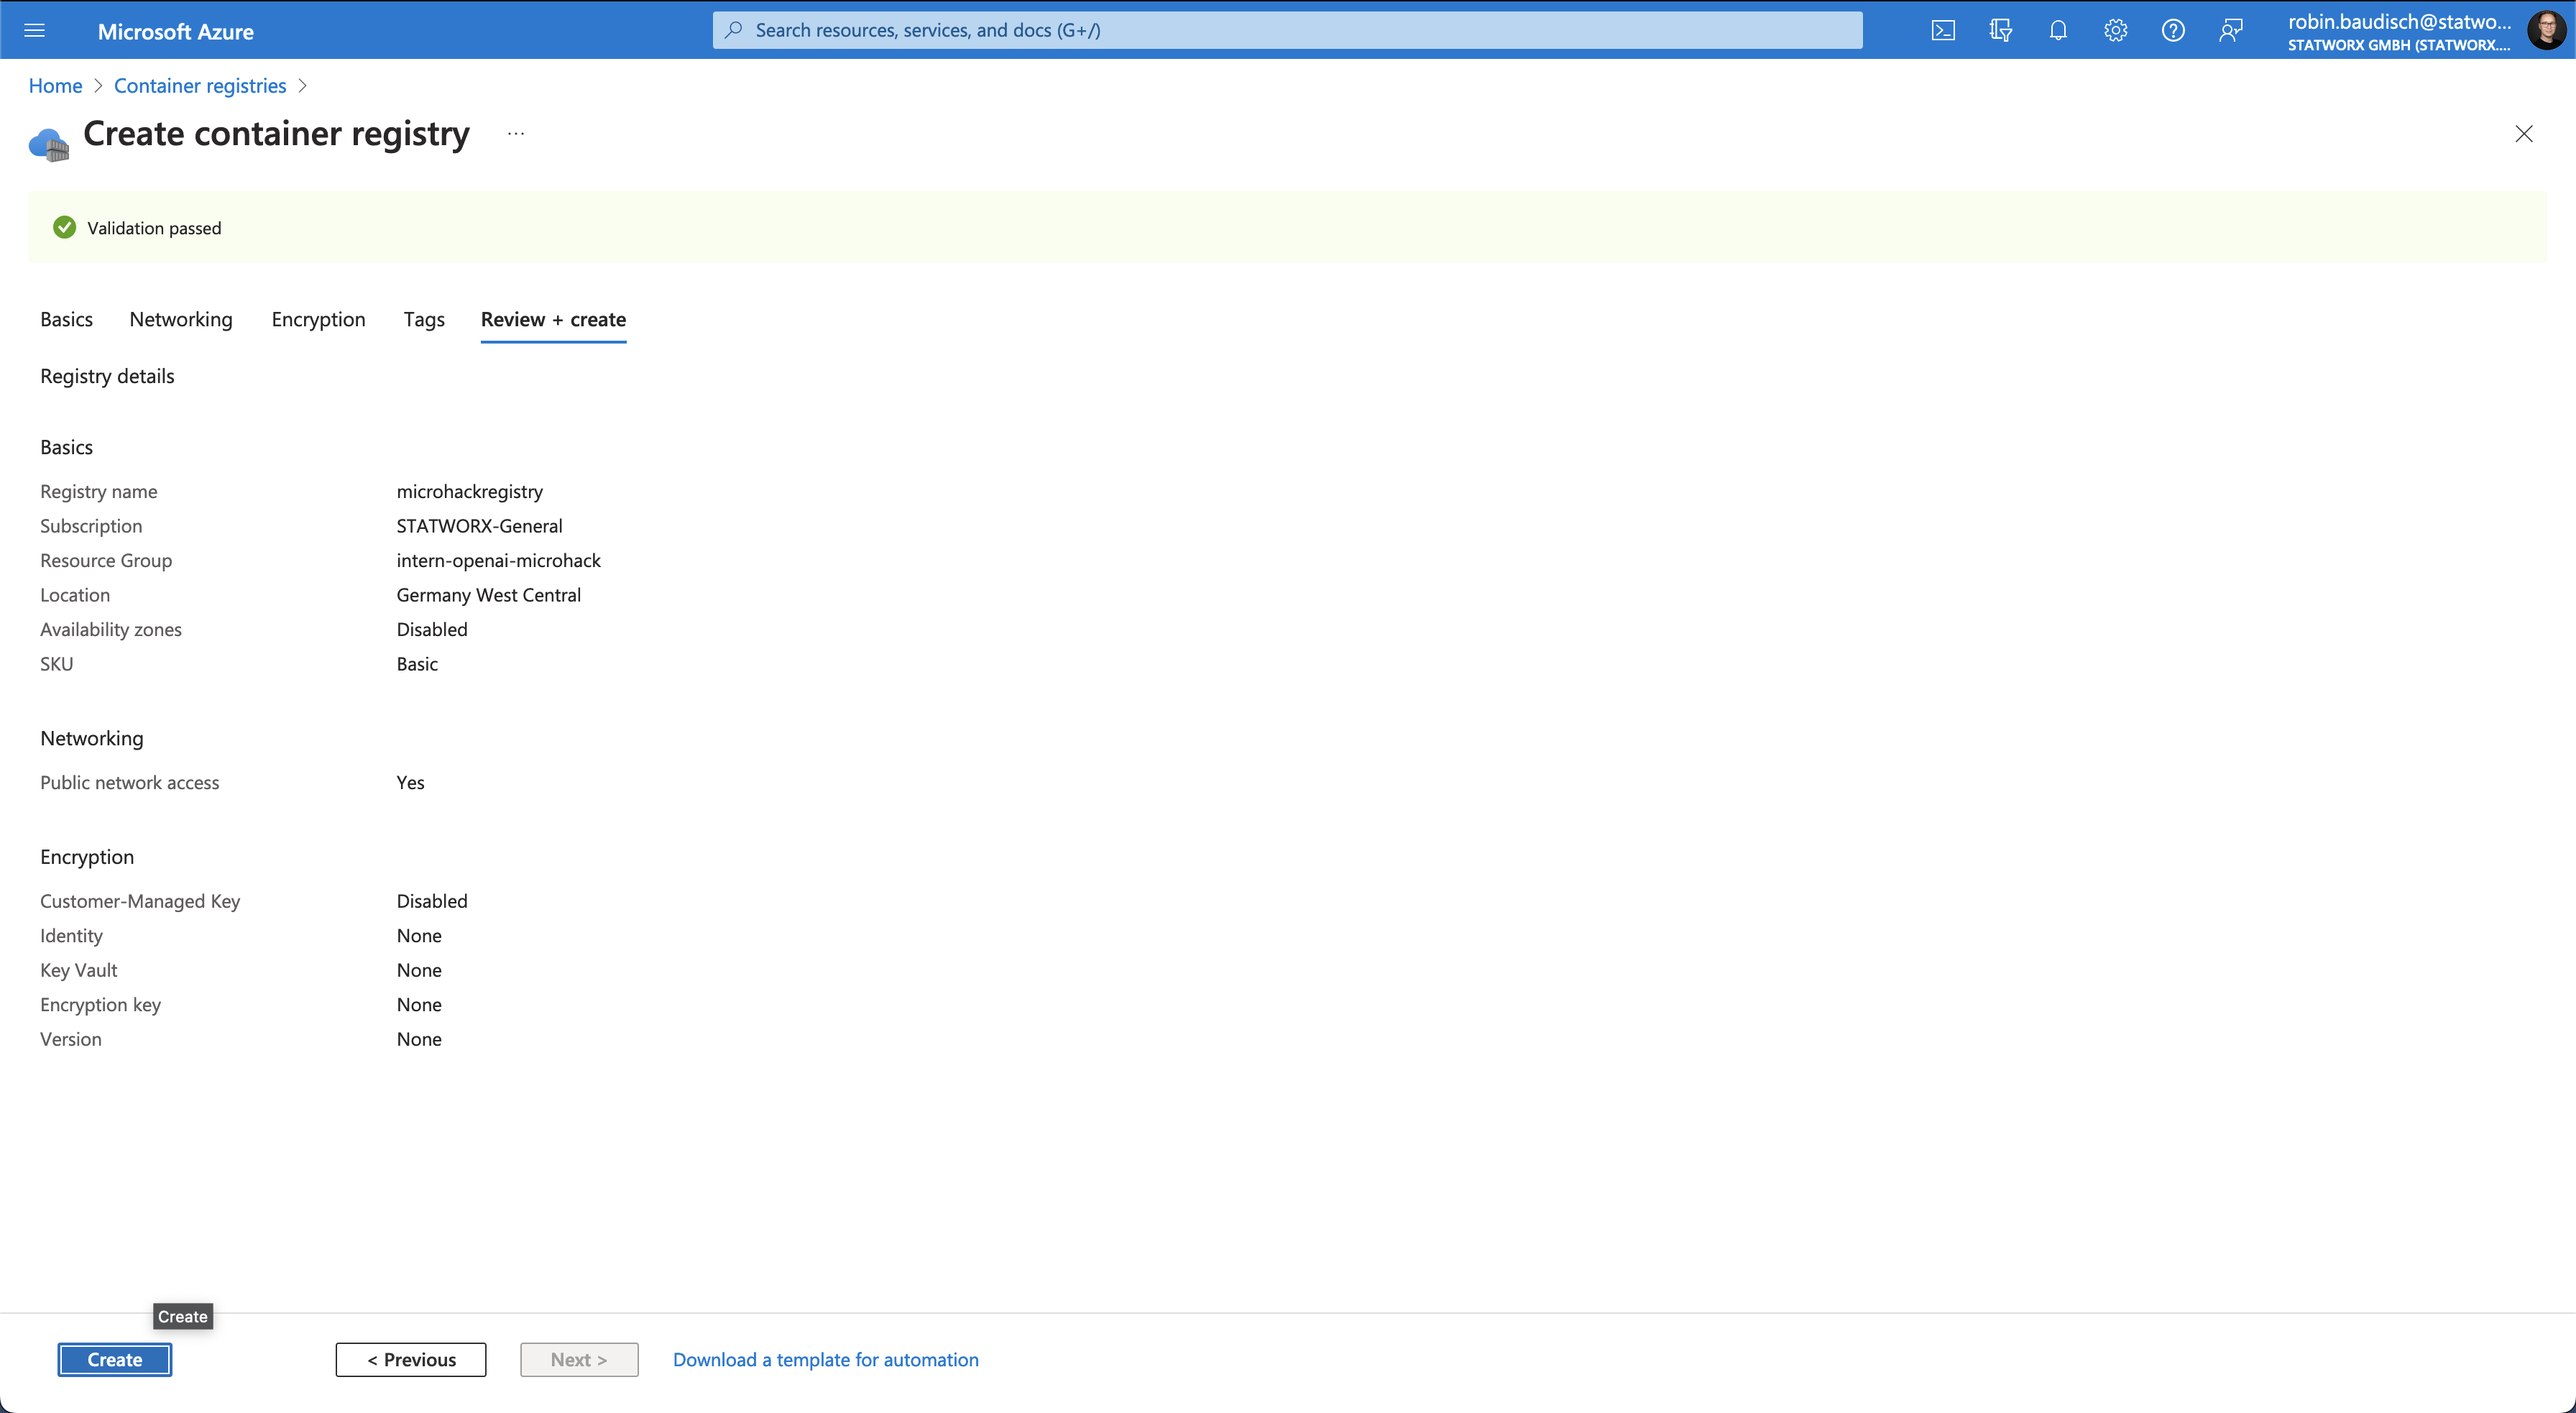 Microsoft Azure
Search resources, services, and docs (G+/)
robin.baudisch@statwo...
STATWORX GMBH (STATWORX....
Home
Container registries
Create container registry
...
Validation passed
Basics
Networking
Encryption
Tags
Review + create
Registry details
Basics
Registry name microhackregistry
Subscription STATWORX-General
Resource Group intern-openai-microhack
Location Germany West Central
Availability zones Disabled
SKU Basic
Networking
Public network access Yes
Encryption
Customer-Managed Key Disabled
Identity None
Key Vault None
Encryption key None
Version None
Create
Create
< Previous
Next >
Download a template for automation